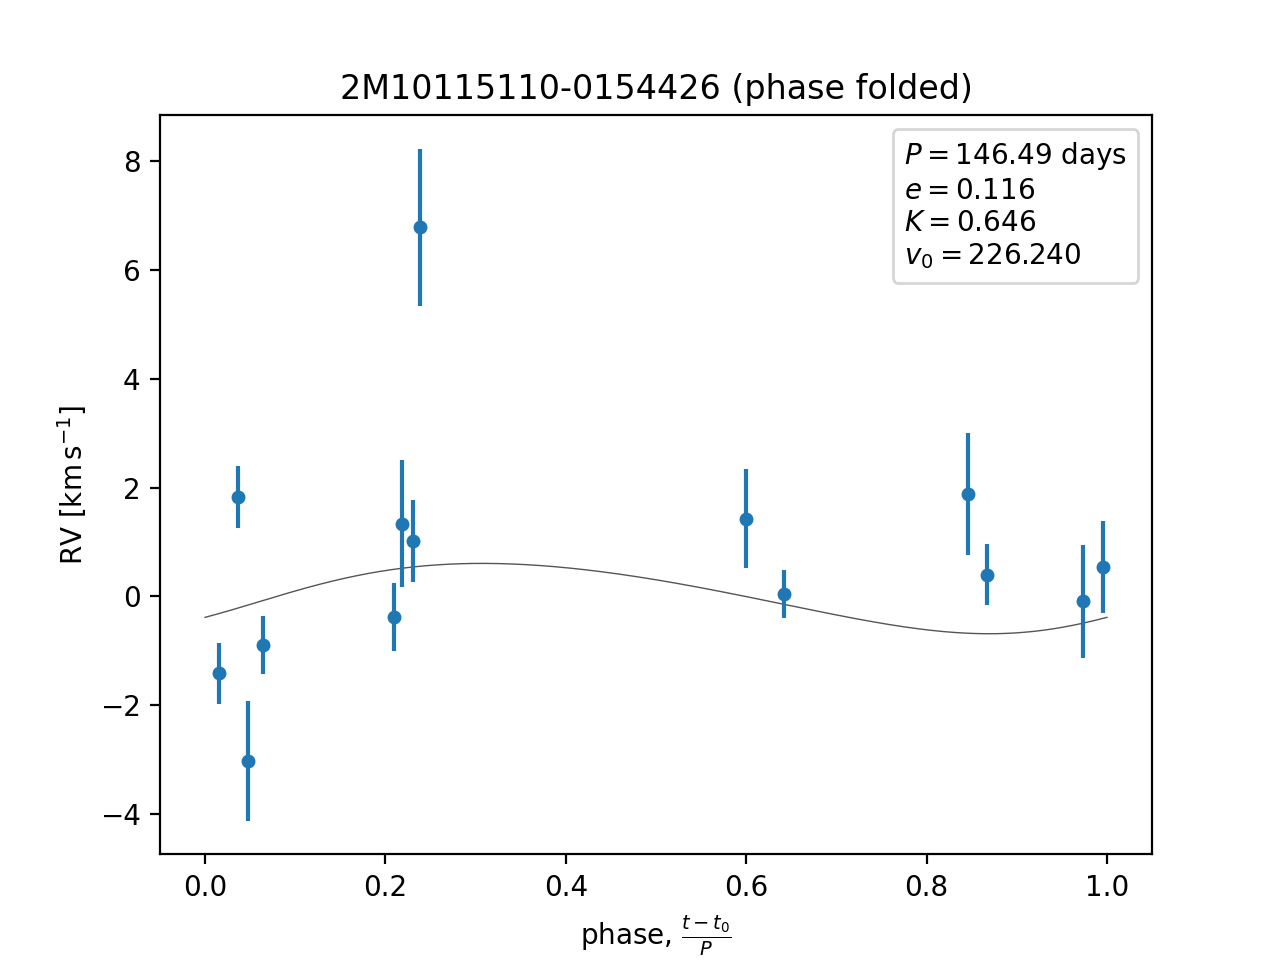 2M10115110-0154426 (phase folded)
P = 146.49 days
e = 0.116
K = 0.646
v₀ = 226.240
8
6
4
2
0
−2
−4
RV [km s⁻¹]
0.0 0.2 0.4 0.6 0.8 1.0
phase, (t − t₀)/P